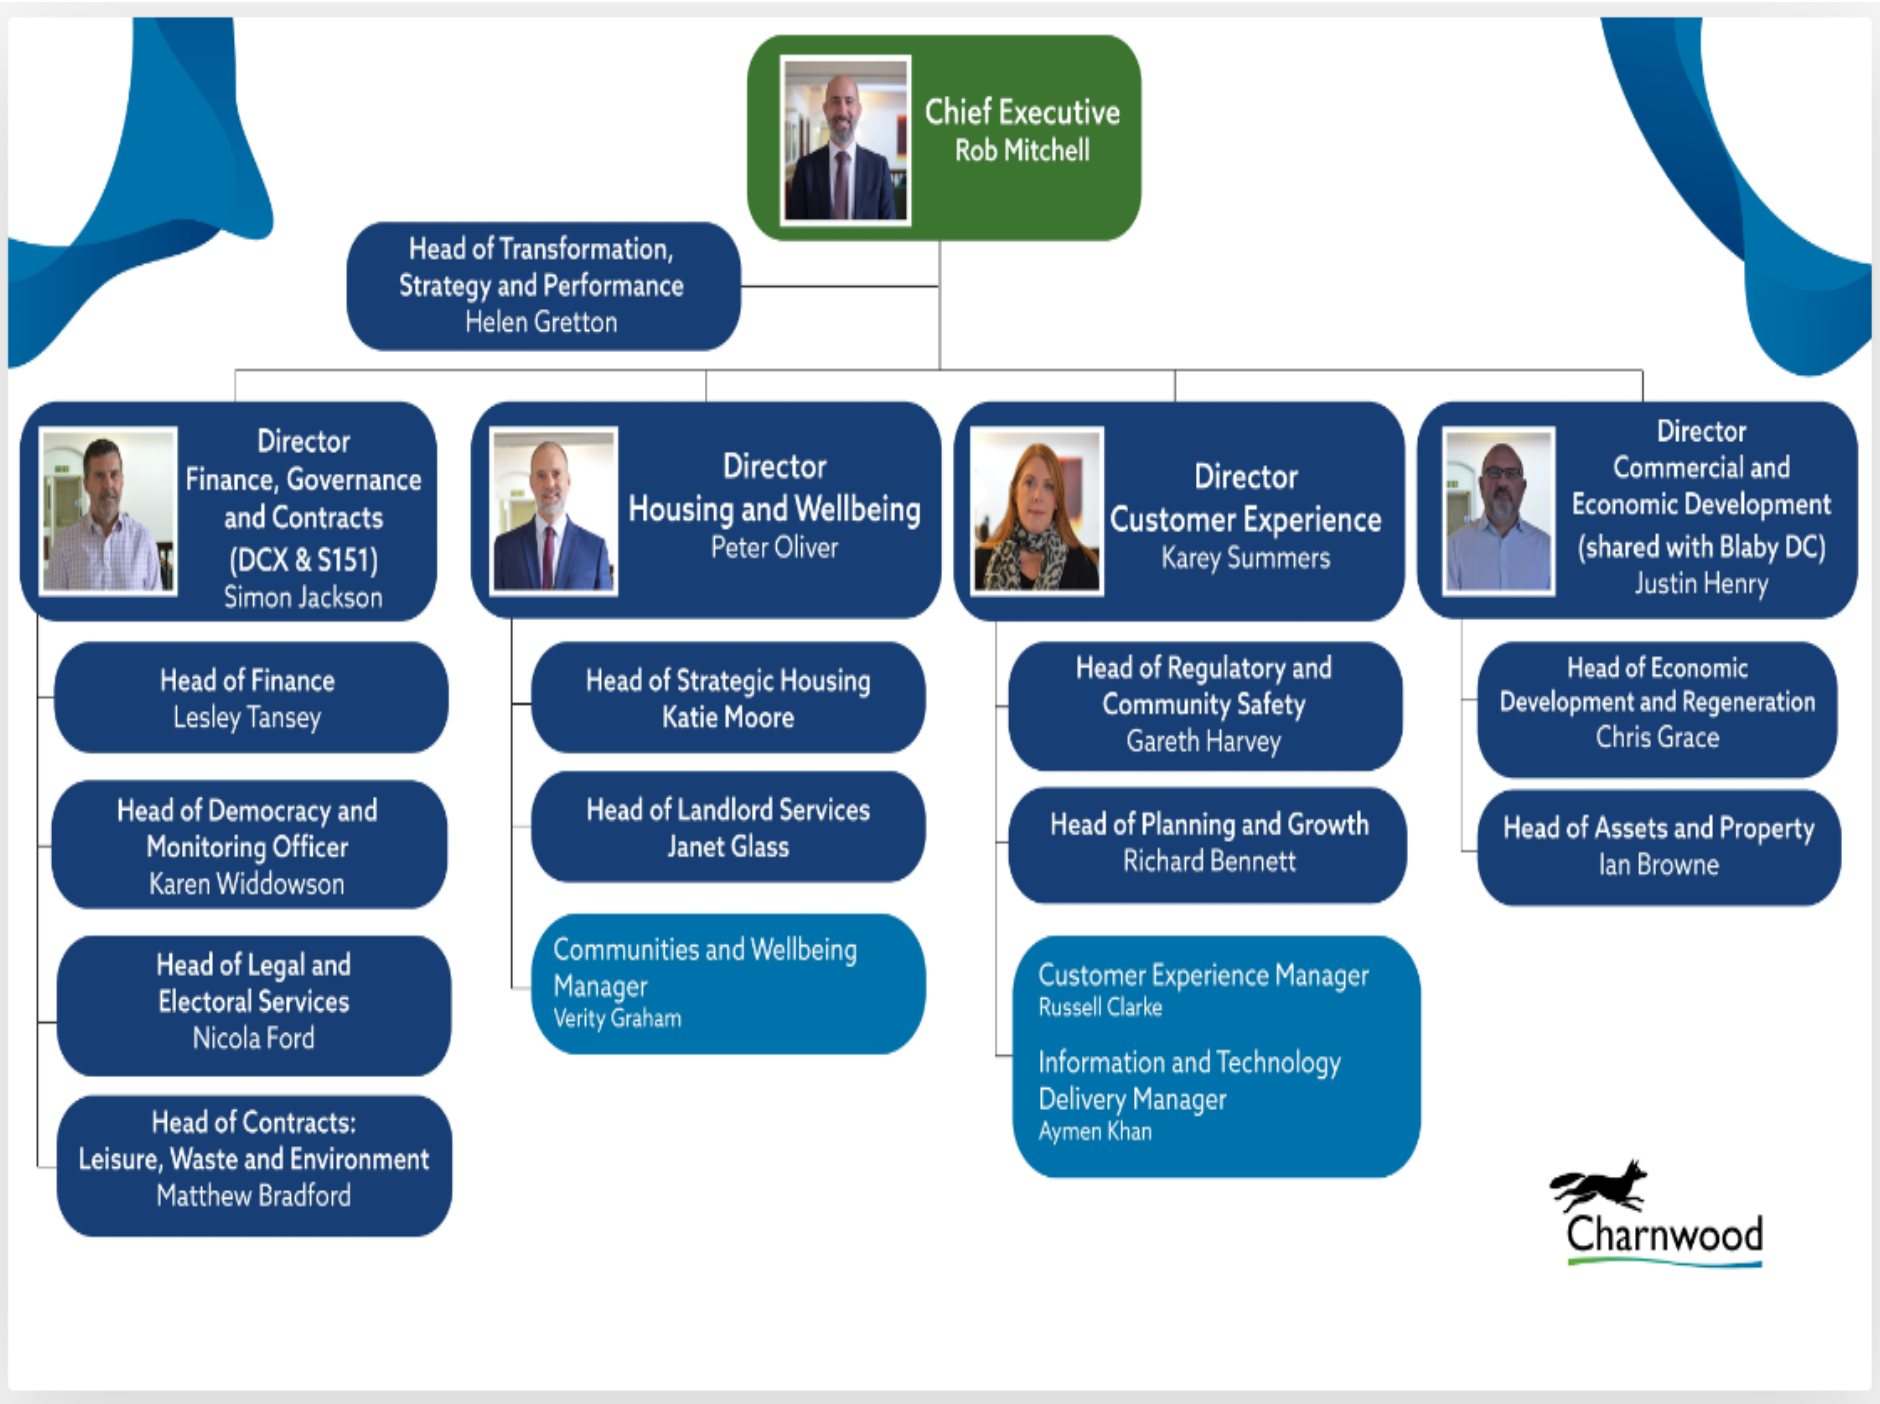 Chief Executive
Rob Mitchell
Head of Transformation,
Strategy and Performance
Helen Gretton
Director
Finance, Governance
and Contracts
(DCX & S151)
Simon Jackson
Director
Housing and Wellbeing
Peter Oliver
Director
Customer Experience
Karey Summers
Director
Commercial and
Economic Development
(shared with Blaby DC)
Justin Henry
Head of Finance
Lesley Tansey
Head of Democracy and
Monitoring Officer
Karen Widdowson
Head of Legal and
Electoral Services
Nicola Ford
Head of Contracts:
Leisure, Waste and Environment
Matthew Bradford
Head of Strategic Housing
Katie Moore
Head of Landlord Services
Janet Glass
Communities and Wellbeing
Manager
Verity Graham
Head of Regulatory and
Community Safety
Gareth Harvey
Head of Planning and Growth
Richard Bennett
Customer Experience Manager
Russell Clarke
Information and Technology
Delivery Manager
Aymen Khan
Head of Economic
Development and Regeneration
Chris Grace
Head of Assets and Property
Ian Browne
Charnwood